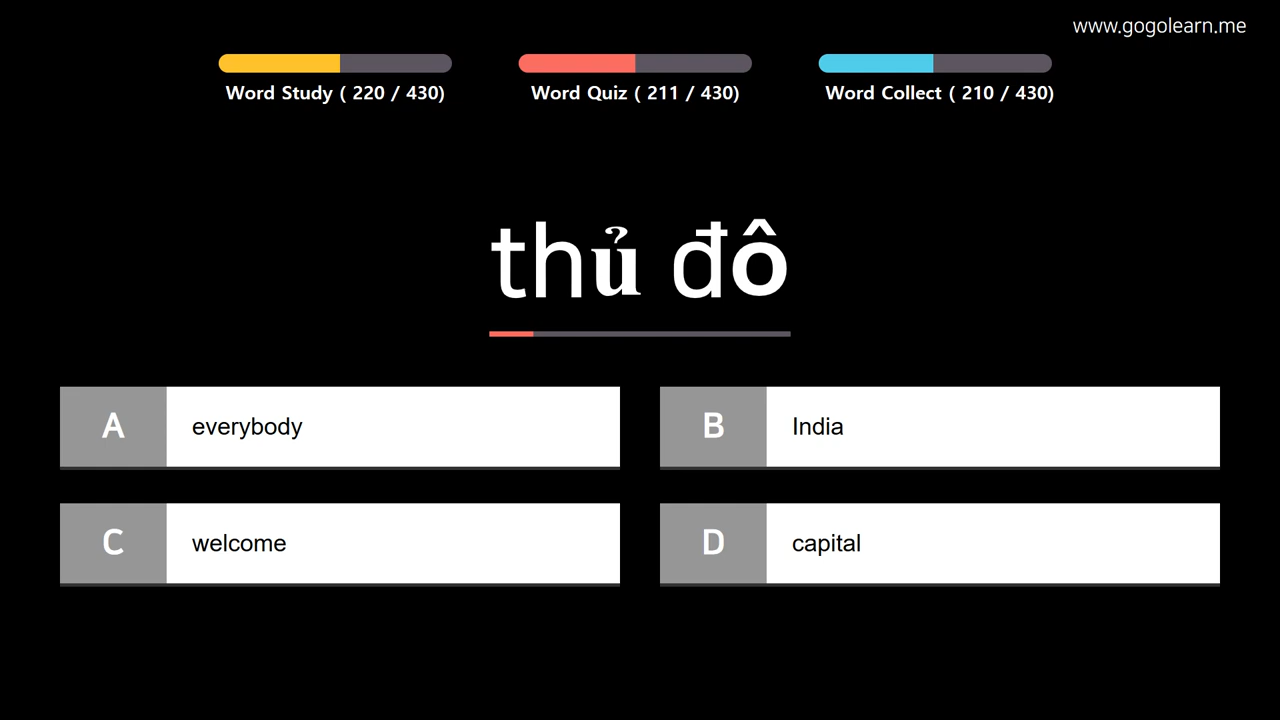 www.gogolearn.me
Word Study ( 220 / 430)
Word Quiz ( 211 / 430)
Word Collect ( 210 / 430)
thủ đô
A everybody
B India
C welcome
D capital